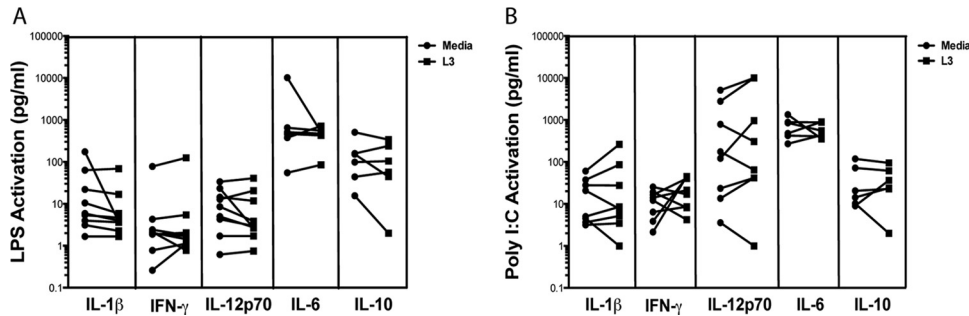 A
LPS Activation (pg/ml)
100000
10000
1000
100
10
1
0.1
IL-1β IFN-γ IL-12p70 IL-6 IL-10
Media
L3
B
Poly I:C Activation (pg/ml)
100000
10000
1000
100
10
1
0.1
IL-1β IFN-γ IL-12p70 IL-6 IL-10
Media
L3